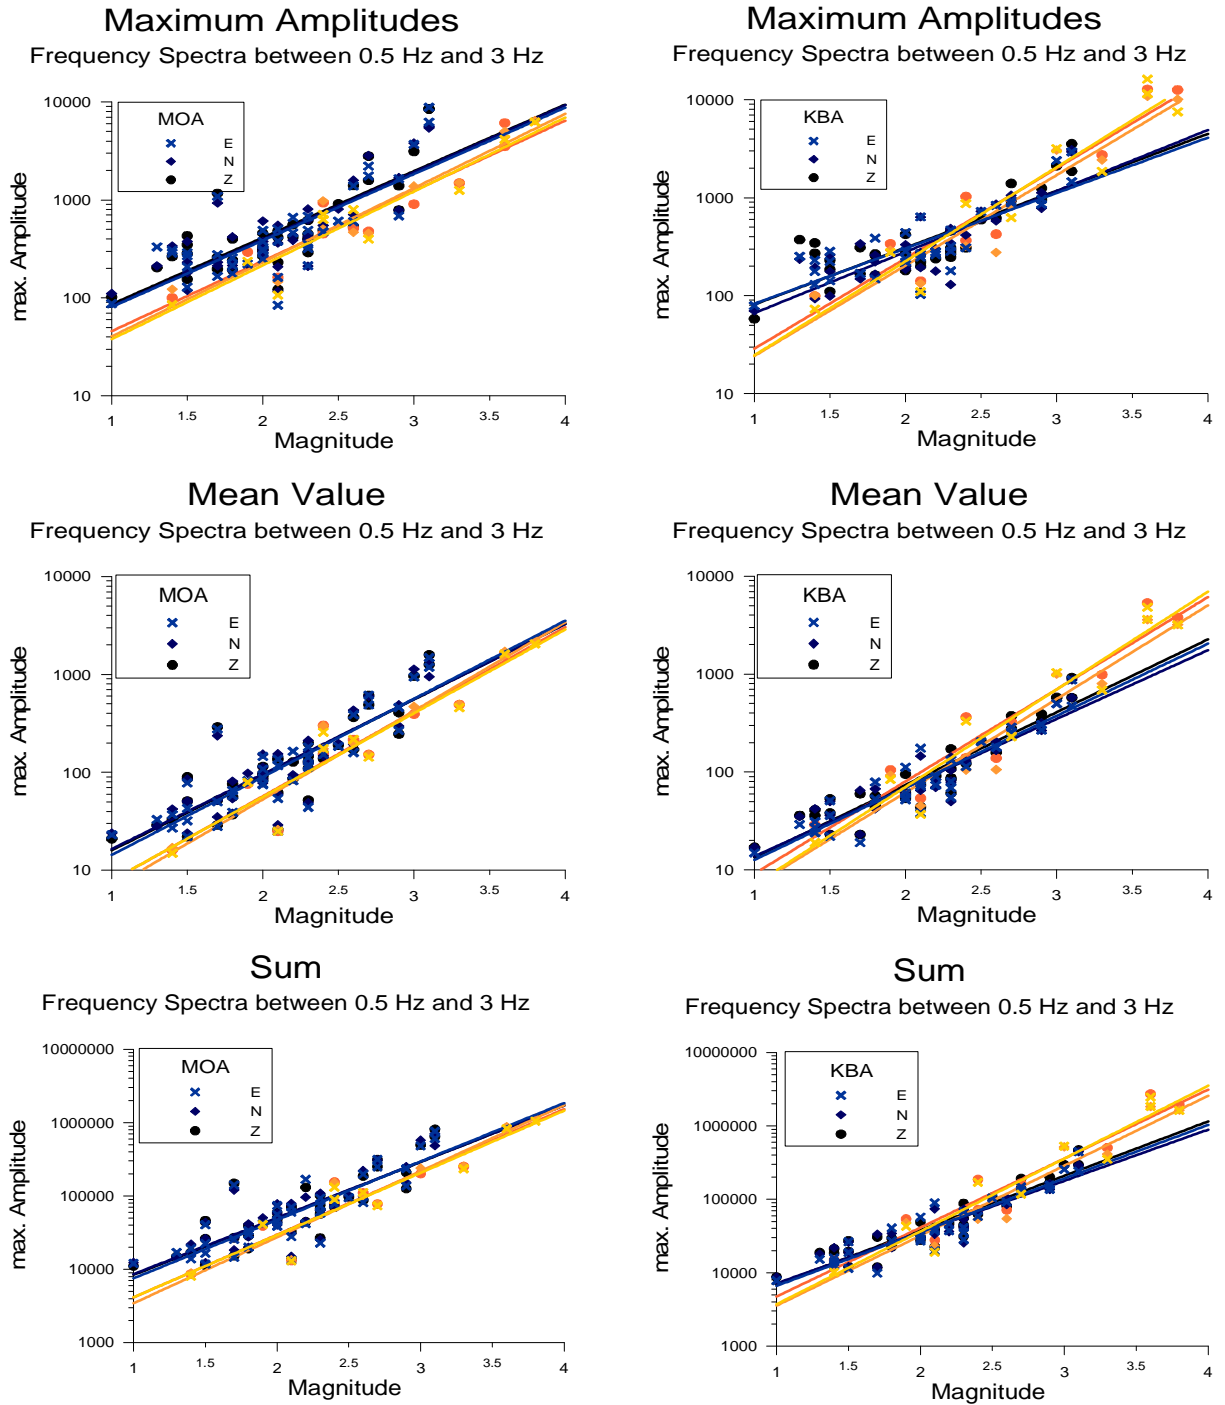 Maximum Amplitudes
Frequency Spectra between 0.5 Hz and 3 Hz
10000
1000
100
10
max. Amplitude
MOA
E
N
Z
1
1.5
2
2.5
3
3.5
4
Magnitude
Maximum Amplitudes
Frequency Spectra between 0.5 Hz and 3 Hz
10000
1000
100
10
max. Amplitude
KBA
E
N
Z
1
1.5
2
2.5
3
3.5
4
Magnitude
Mean Value
Frequency Spectra between 0.5 Hz and 3 Hz
10000
1000
100
10
max. Amplitude
MOA
E
N
Z
1
1.5
2
2.5
3
3.5
4
Magnitude
Mean Value
Frequency Spectra between 0.5 Hz and 3 Hz
10000
1000
100
10
max. Amplitude
KBA
E
N
Z
1
1.5
2
2.5
3
3.5
4
Magnitude
Sum
Frequency Spectra between 0.5 Hz and 3 Hz
10000000
1000000
100000
10000
1000
max. Amplitude
MOA
E
N
Z
1
1.5
2
2.5
3
3.5
4
Magnitude
Sum
Frequency Spectra between 0.5 Hz and 3 Hz
10000000
1000000
100000
10000
1000
max. Amplitude
KBA
E
N
Z
1
1.5
2
2.5
3
3.5
4
Magnitude